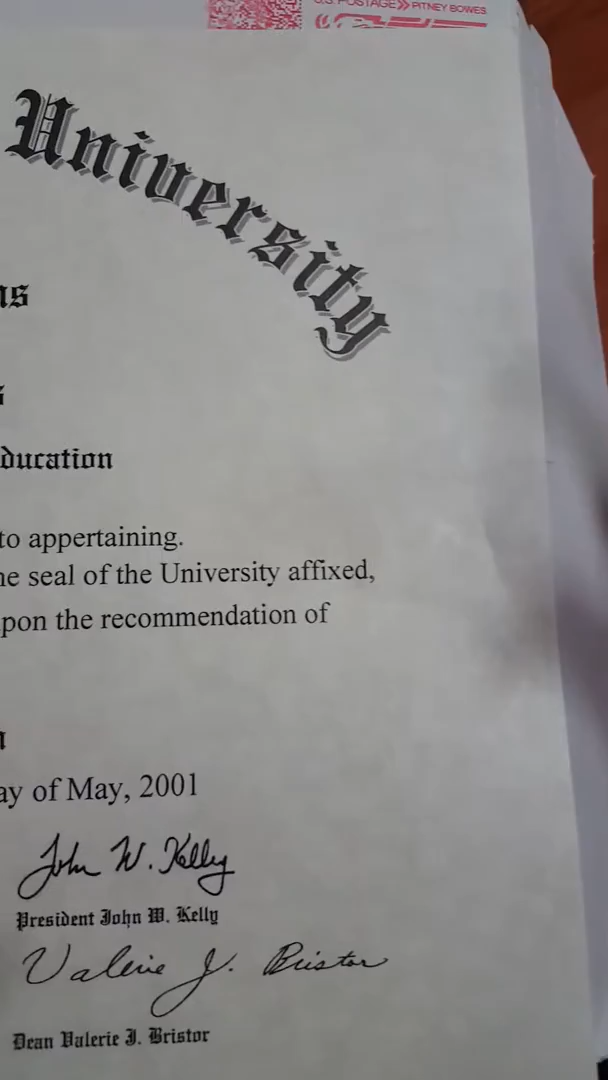 U.S. POSTAGE PITNEY BOWES
University
ducation
to appertaining.
he seal of the University affixed,
pon the recommendation of
ay of May, 2001
John W. Kelly
President John W. Kelly
Valerie J. Bristor
Dean Valerie J. Bristor